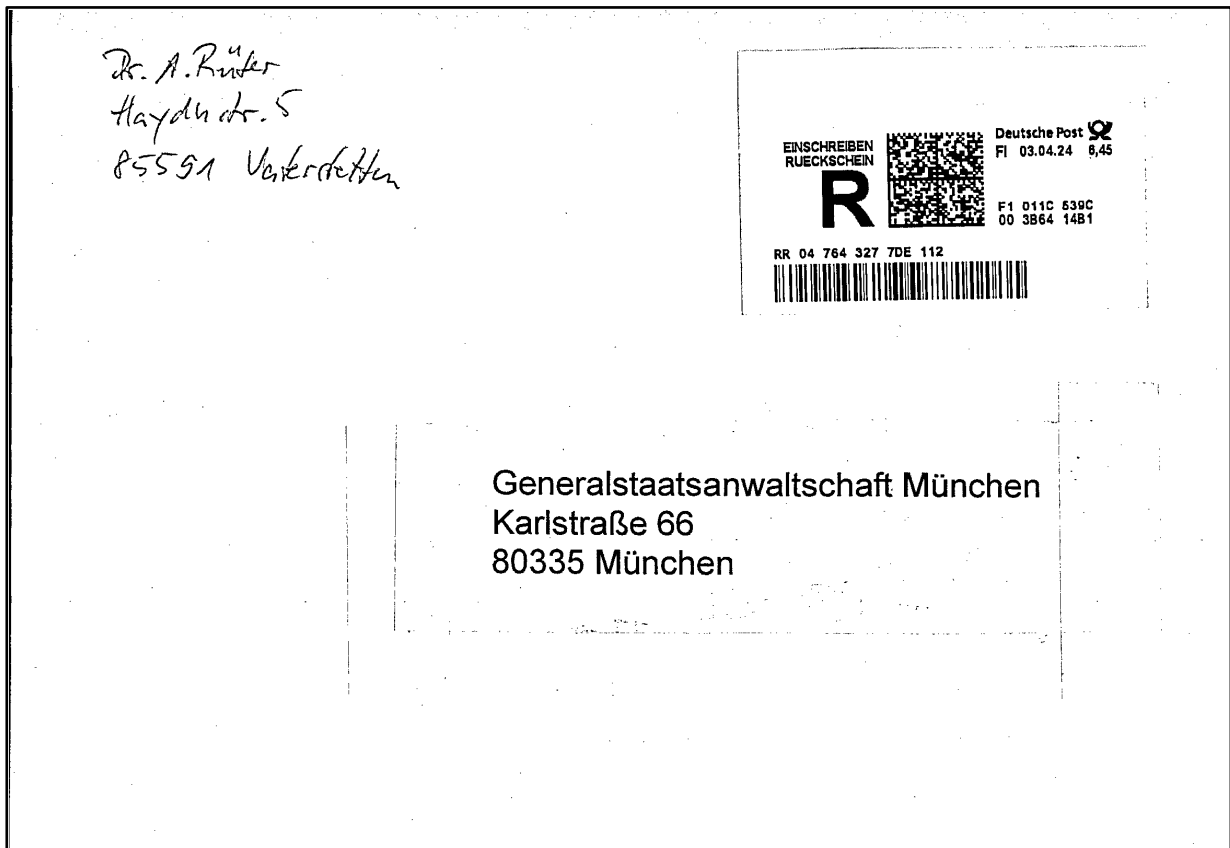 Dr. A. Rüter
Haydnstr. 5
85591 Vaterstetten
EINSCHREIBEN
RUECKSCHEIN
R
Deutsche Post
FI 03.04.24 6,45
F1 011C 539C
00 3B64 14B1
RR 04 764 327 7DE 112
Generalstaatsanwaltschaft München
Karlstraße 66
80335 München